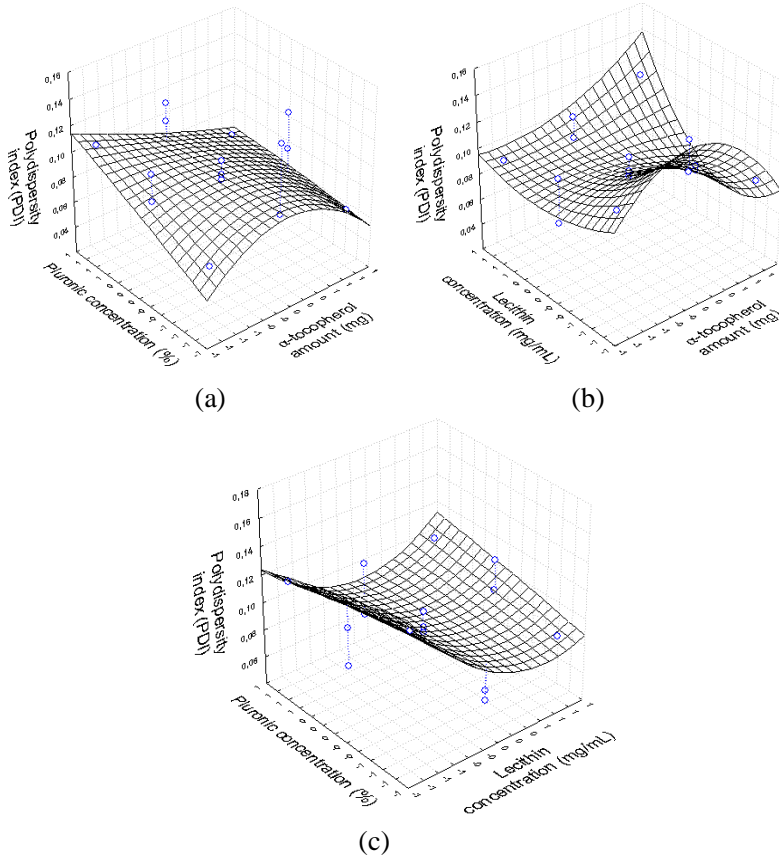 0,16
0,14
0,12
0,10
0,08
0,06
0,04
Polydispersity
index (PDI)
Pluronic concentration (%)
α-tocopherol
amount (mg)
(a)
0,16
0,14
0,12
0,10
0,08
0,06
0,04
Polydispersity
index (PDI)
Lecithin
concentration (mg/mL)
α-tocopherol
amount (mg)
(b)
0,18
0,16
0,14
0,12
0,10
0,08
0,06
Polydispersity
index (PDI)
Pluronic concentration (%)
Lecithin
concentration (mg/mL)
(c)